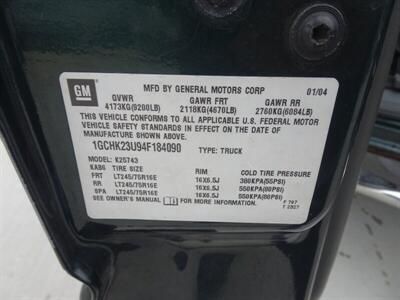 GM
MFD BY GENERAL MOTORS CORP 01/04
GVWR GAWR FRT GAWR RR
4173KG(9200LB) 2118KG(4670LB) 2760KG(6084LB)
THIS VEHICLE CONFORMS TO ALL APPLICABLE U.S. FEDERAL MOTOR
VEHICLE SAFETY STANDARDS IN EFFECT ON THE DATE OF
MANUFACTURE SHOWN ABOVE.
1GCHK23U94F184090 TYPE: TRUCK
MODEL: K25743
KAB6 TIRE SIZE RIM COLD TIRE PRESSURE
FRT LT245/75R16E 16X6.5J 380KPA(55PSI)
RR LT245/75R16E 16X6.5J 550KPA(80PSI)
SPA LT245/75R16E 16X6.5J 550KPA(80PSI)
SEE OWNER'S MANUAL FOR MORE INFORMATION.